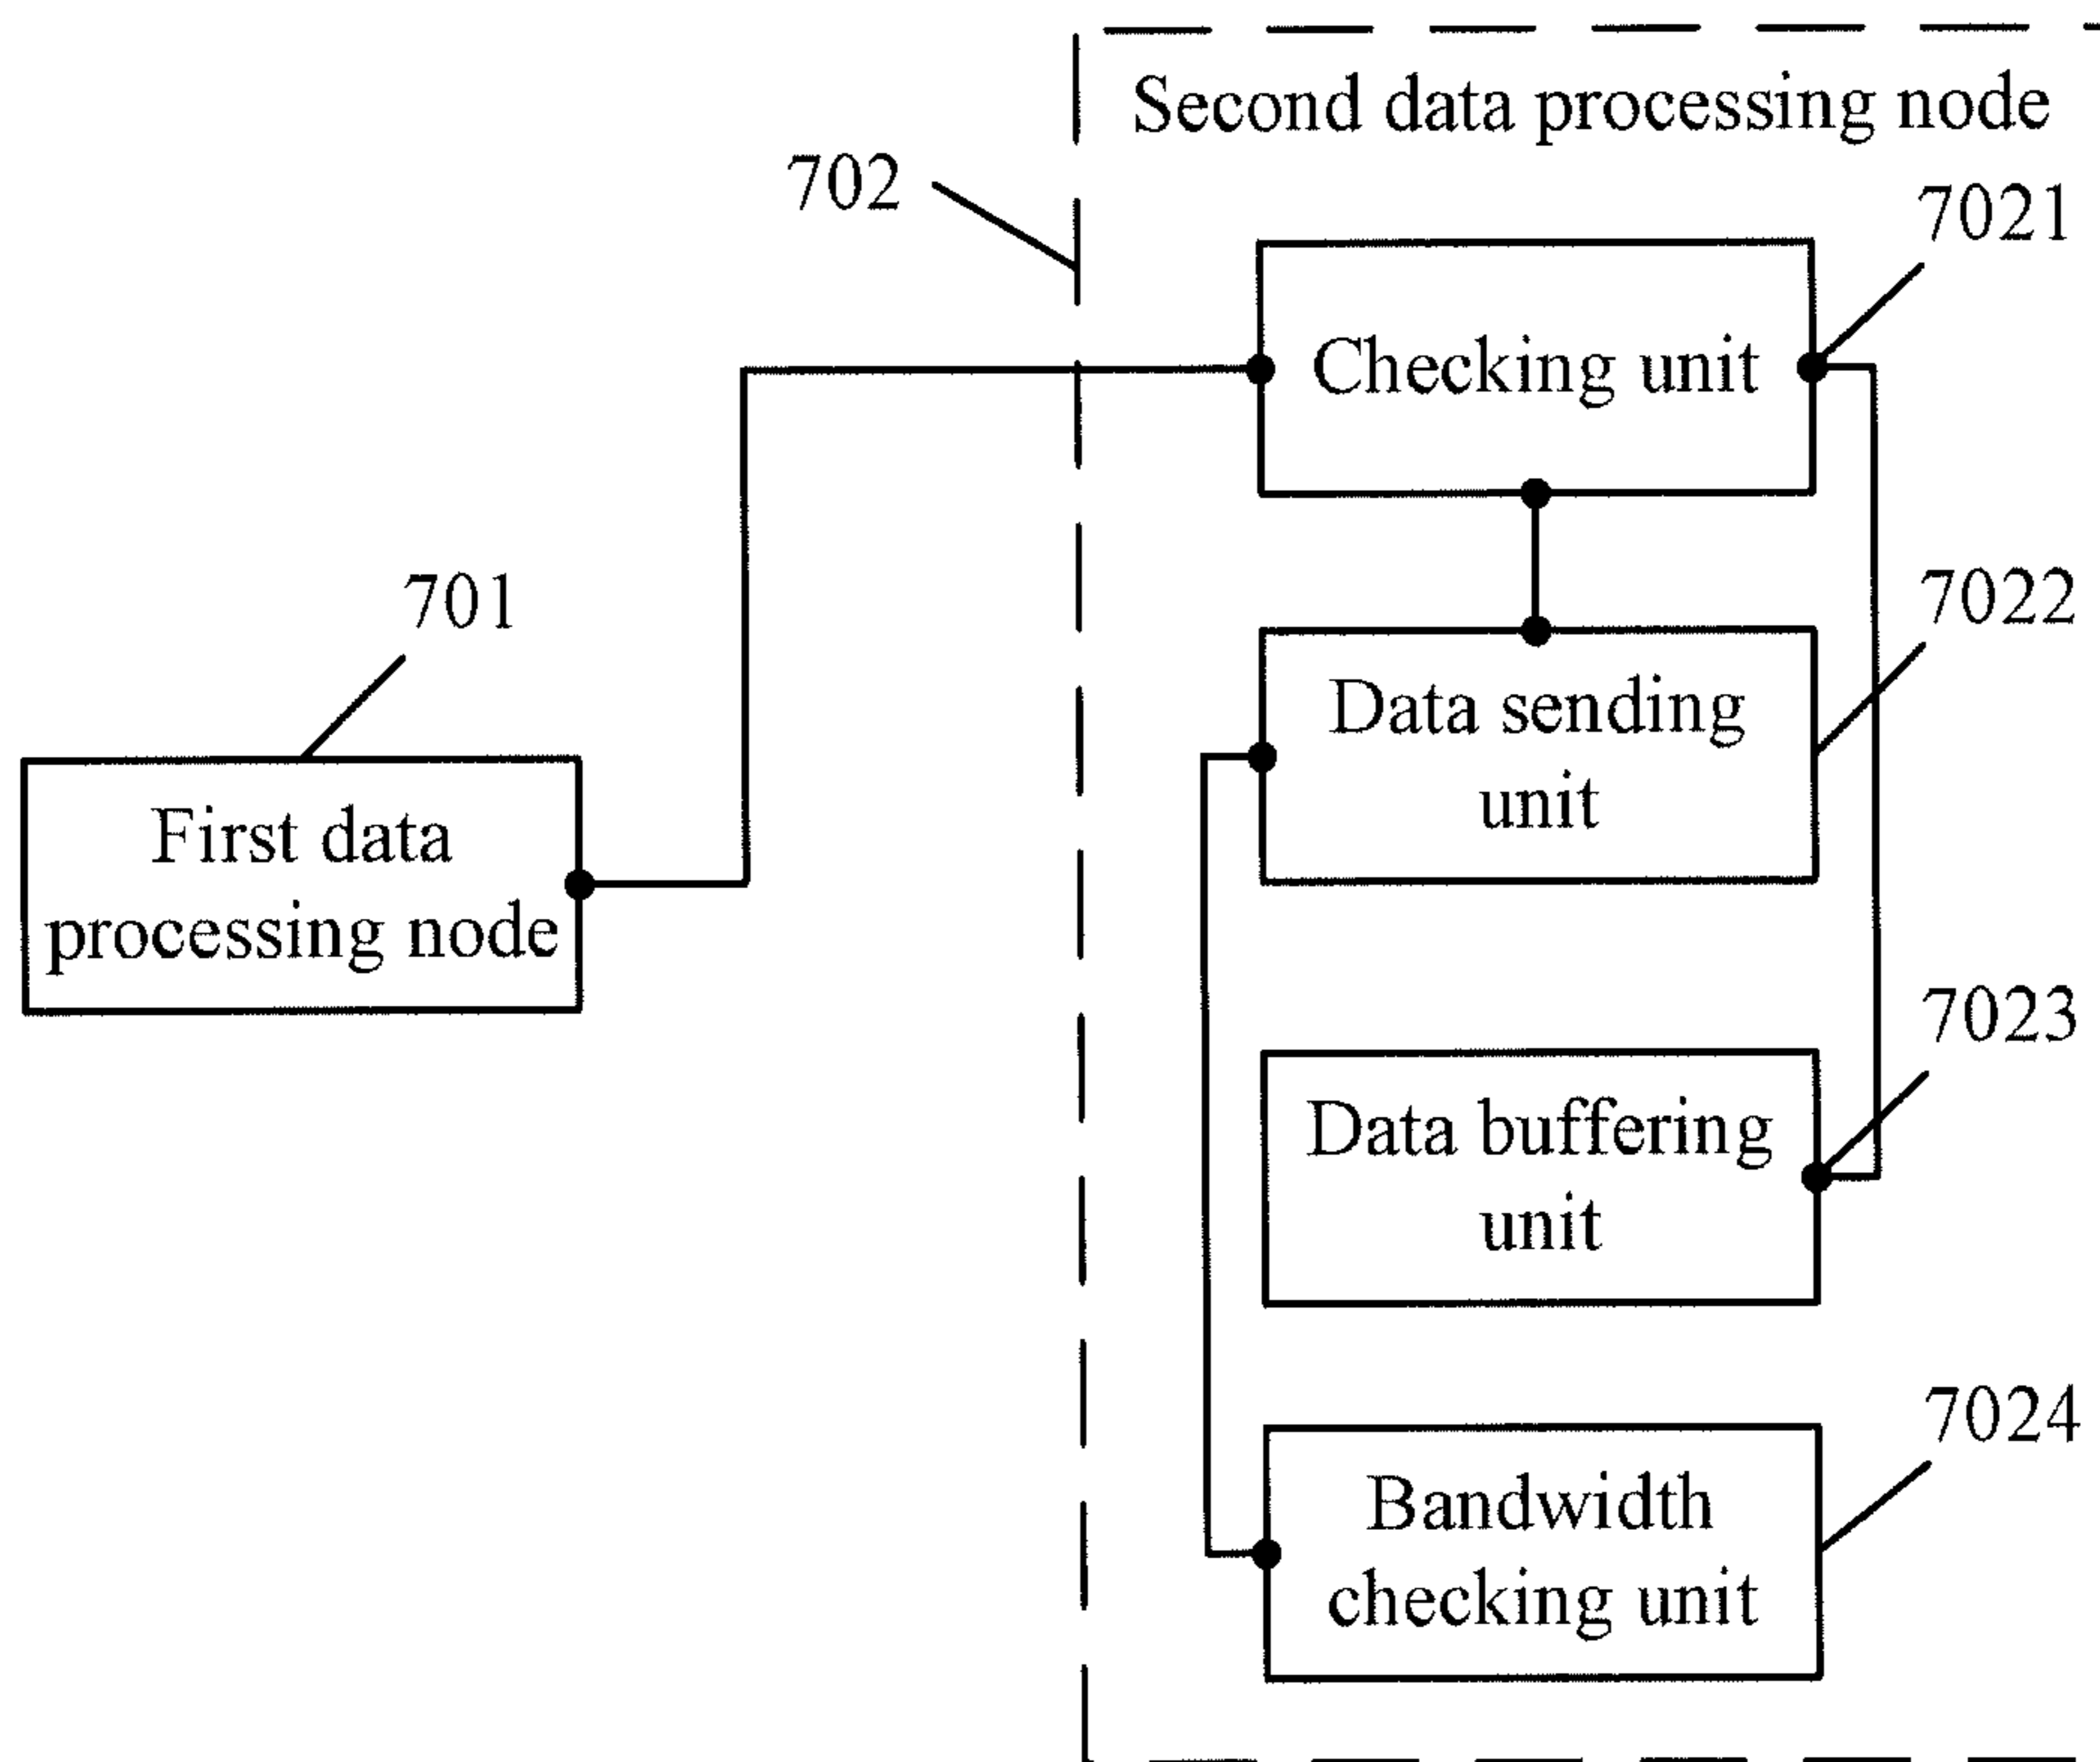 Second data processing node
702
7021
Checking unit
701
7022
Data sending
unit
First data
processing node
7023
Data buffering
unit
7024
Bandwidth
checking unit